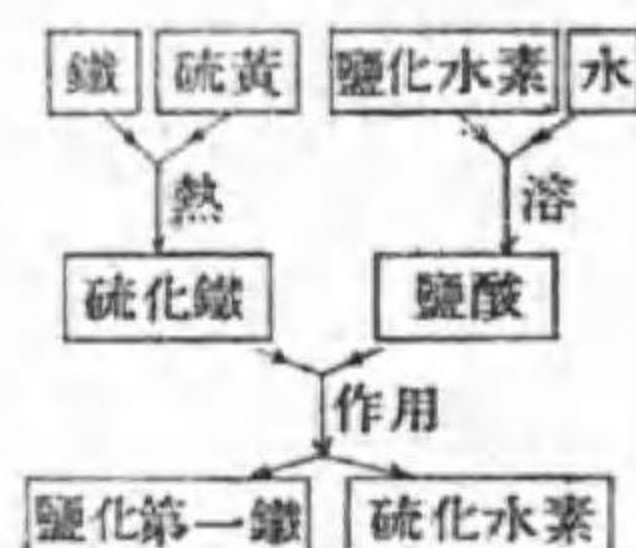 鐵 硫黃 鹽化水素 水
熱 溶
硫化鐵 鹽酸
作用
鹽化第一鐵 硫化水素